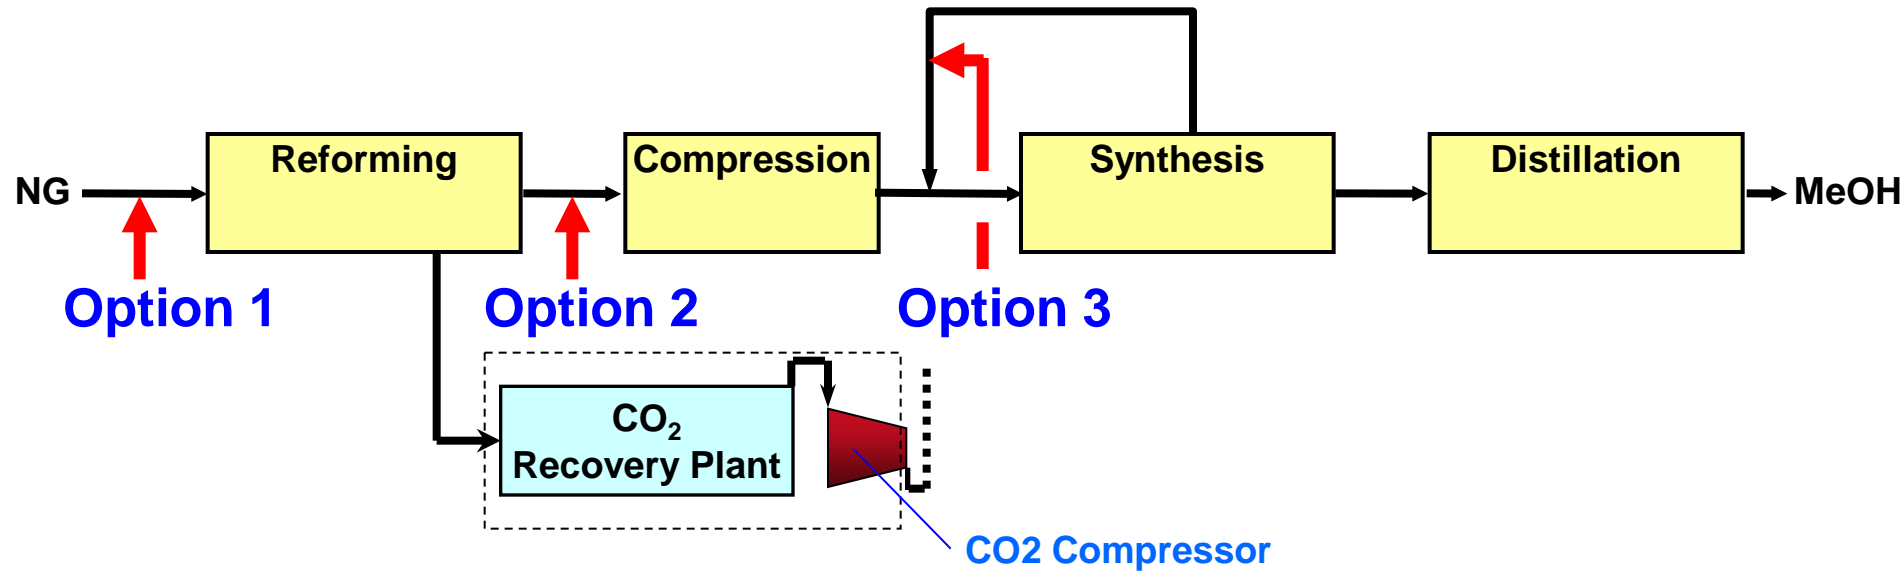 Reforming
Compression
Synthesis
Distillation
NG
MeOH
Option 1
Option 2
Option 3
CO₂
Recovery Plant
CO2 Compressor